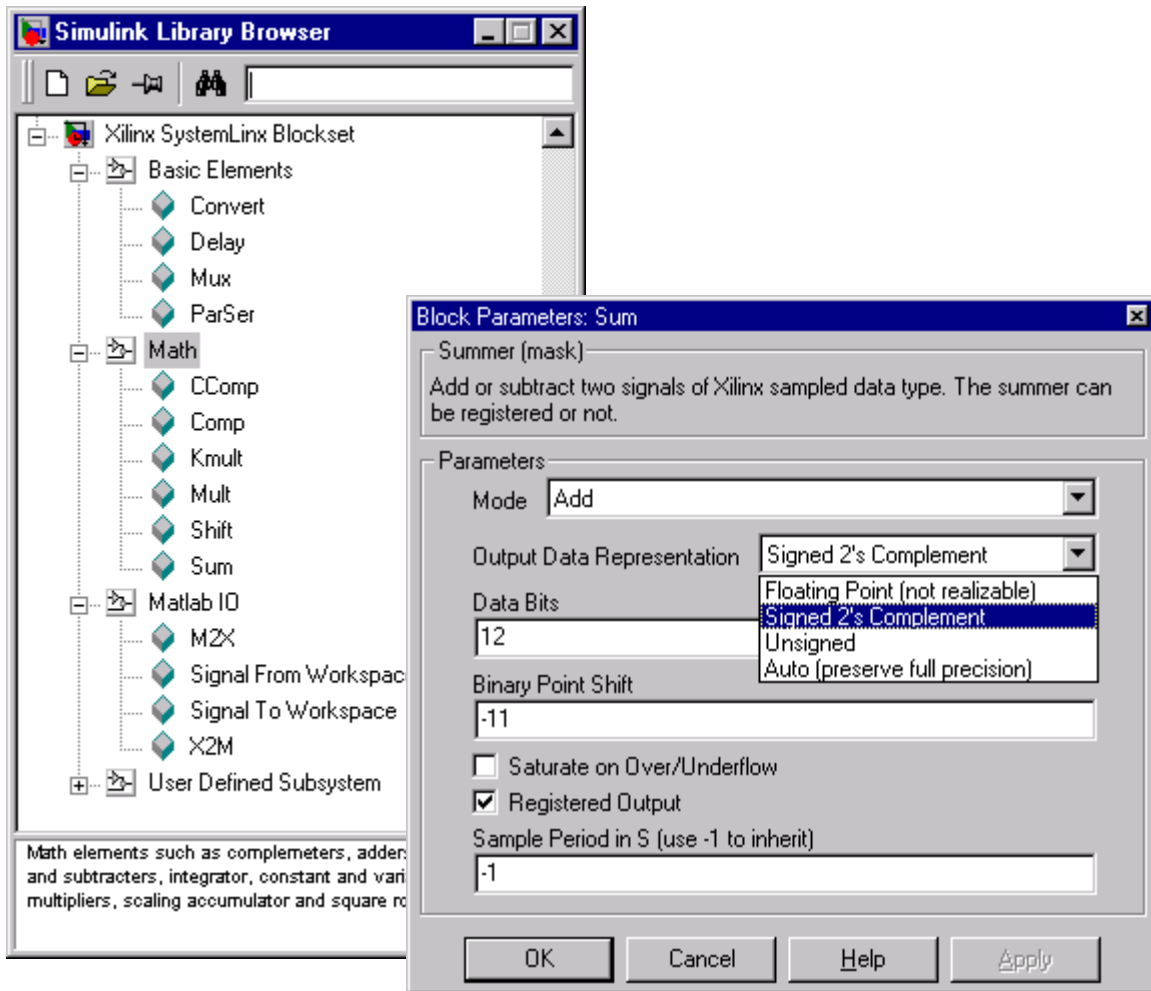 Simulink Library Browser
Xilinx SystemLinx Blockset
Basic Elements
Convert
Delay
Mux
ParSer
Math
CComp
Comp
Kmult
Mult
Shift
Sum
Matlab IO
M2X
Signal From Workspac
Signal To Workspace
X2M
User Defined Subsystem
Math elements such as complemeters, adders
and subtracters, integrator, constant and vari
multipliers, scaling accumulator and square ro
Block Parameters: Sum
Summer (mask)
Add or subtract two signals of Xilinx sampled data type. The summer can
be registered or not.
Parameters
Mode Add
Output Data Representation Signed 2's Complement
Floating Point (not realizable)
Signed 2's Complement
Unsigned
Auto (preserve full precision)
Data Bits
12
Binary Point Shift
-11
Saturate on Over/Underflow
Registered Output
Sample Period in S (use -1 to inherit)
-1
OK Cancel Help Apply